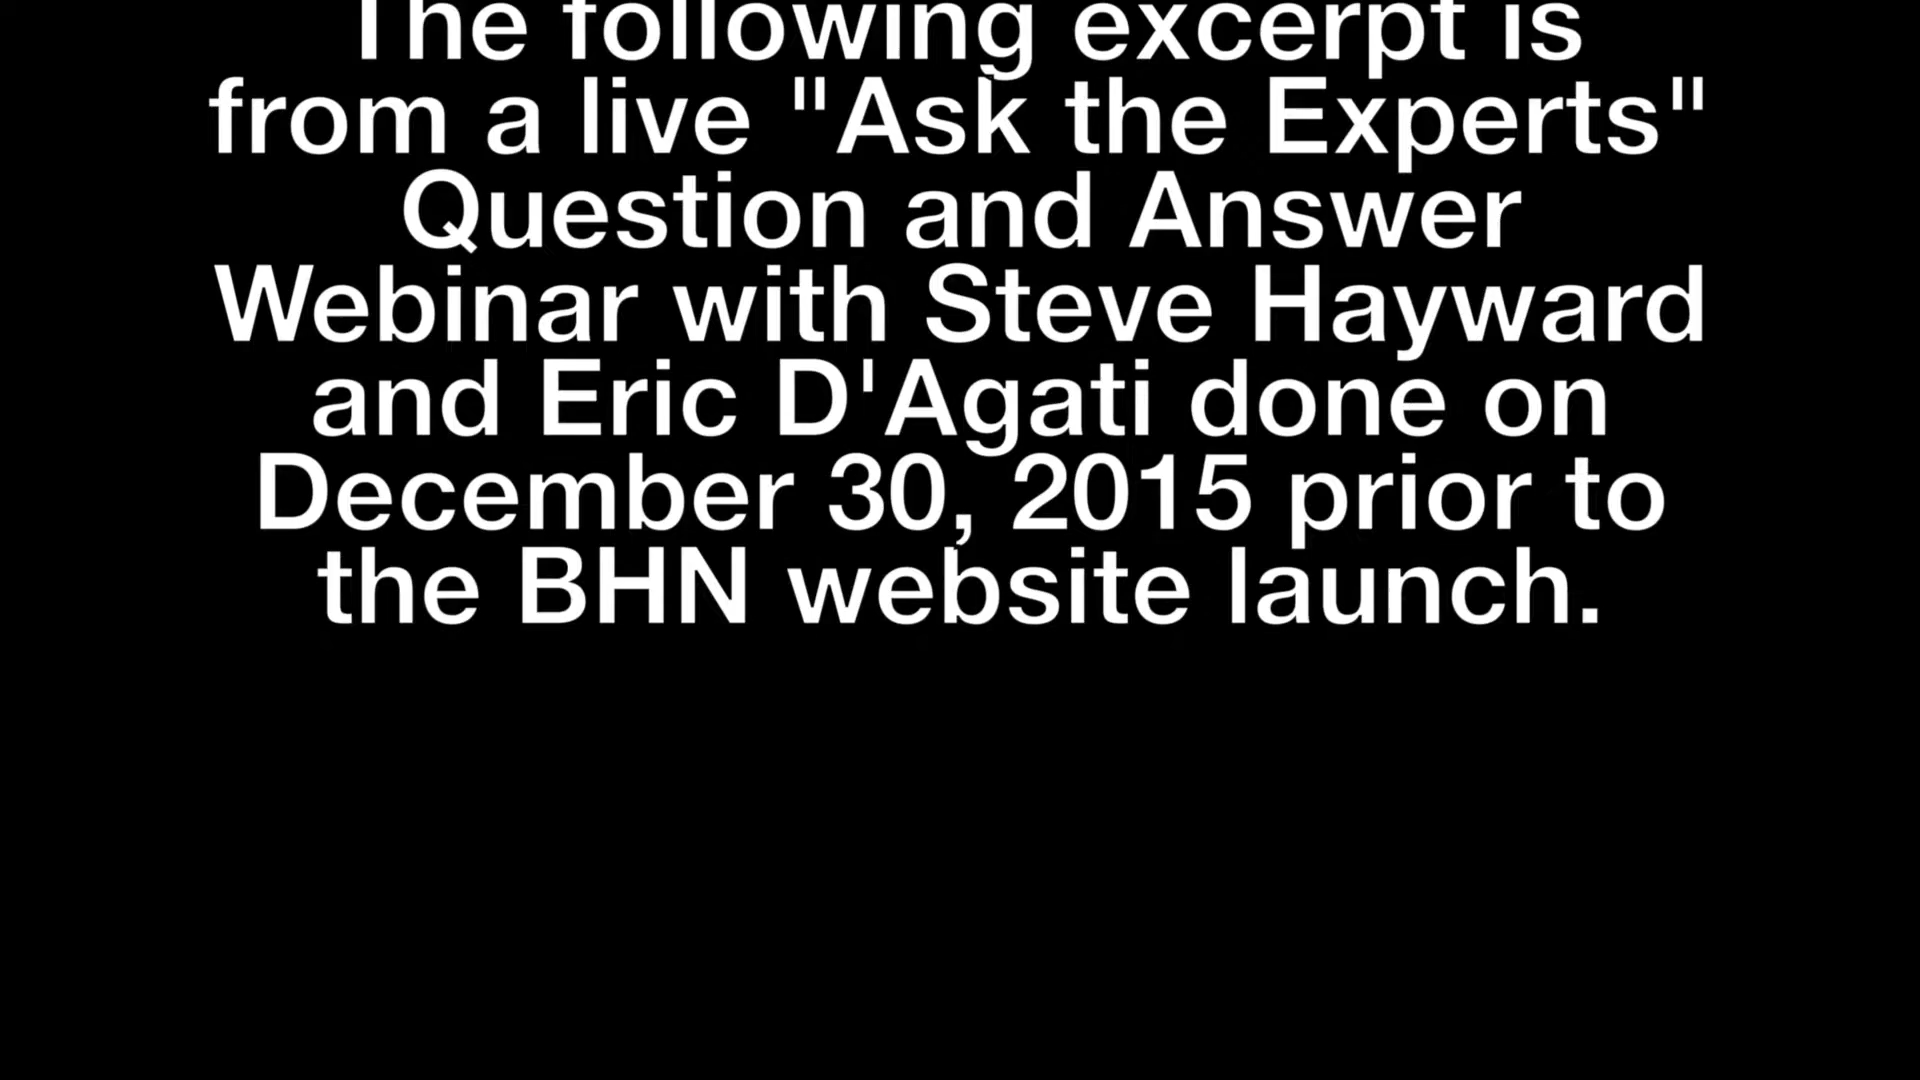 The following excerpt is
from a live "Ask the Experts"
Question and Answer
Webinar with Steve Hayward
and Eric D'Agati done on
December 30, 2015 prior to
the BHN website launch.